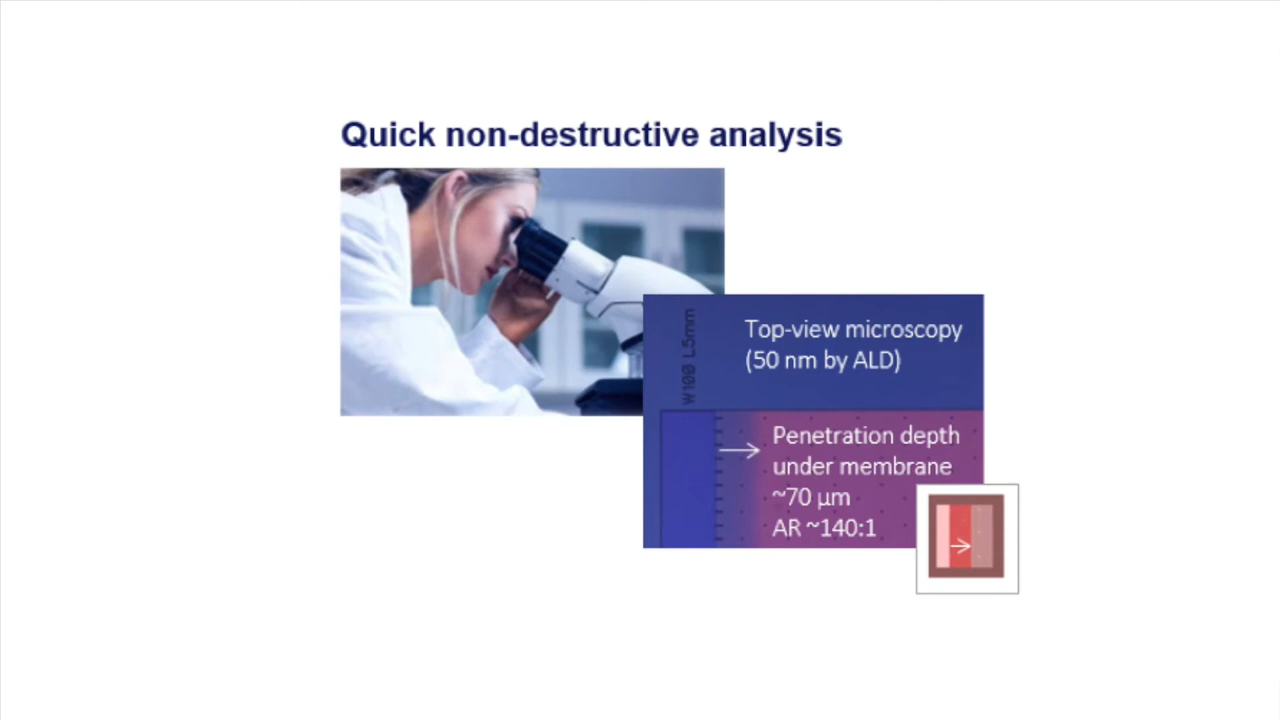 Quick non-destructive analysis
Top-view microscopy
(50 nm by ALD)
W100 L5mm
Penetration depth
under membrane
~70 µm
AR ~140:1